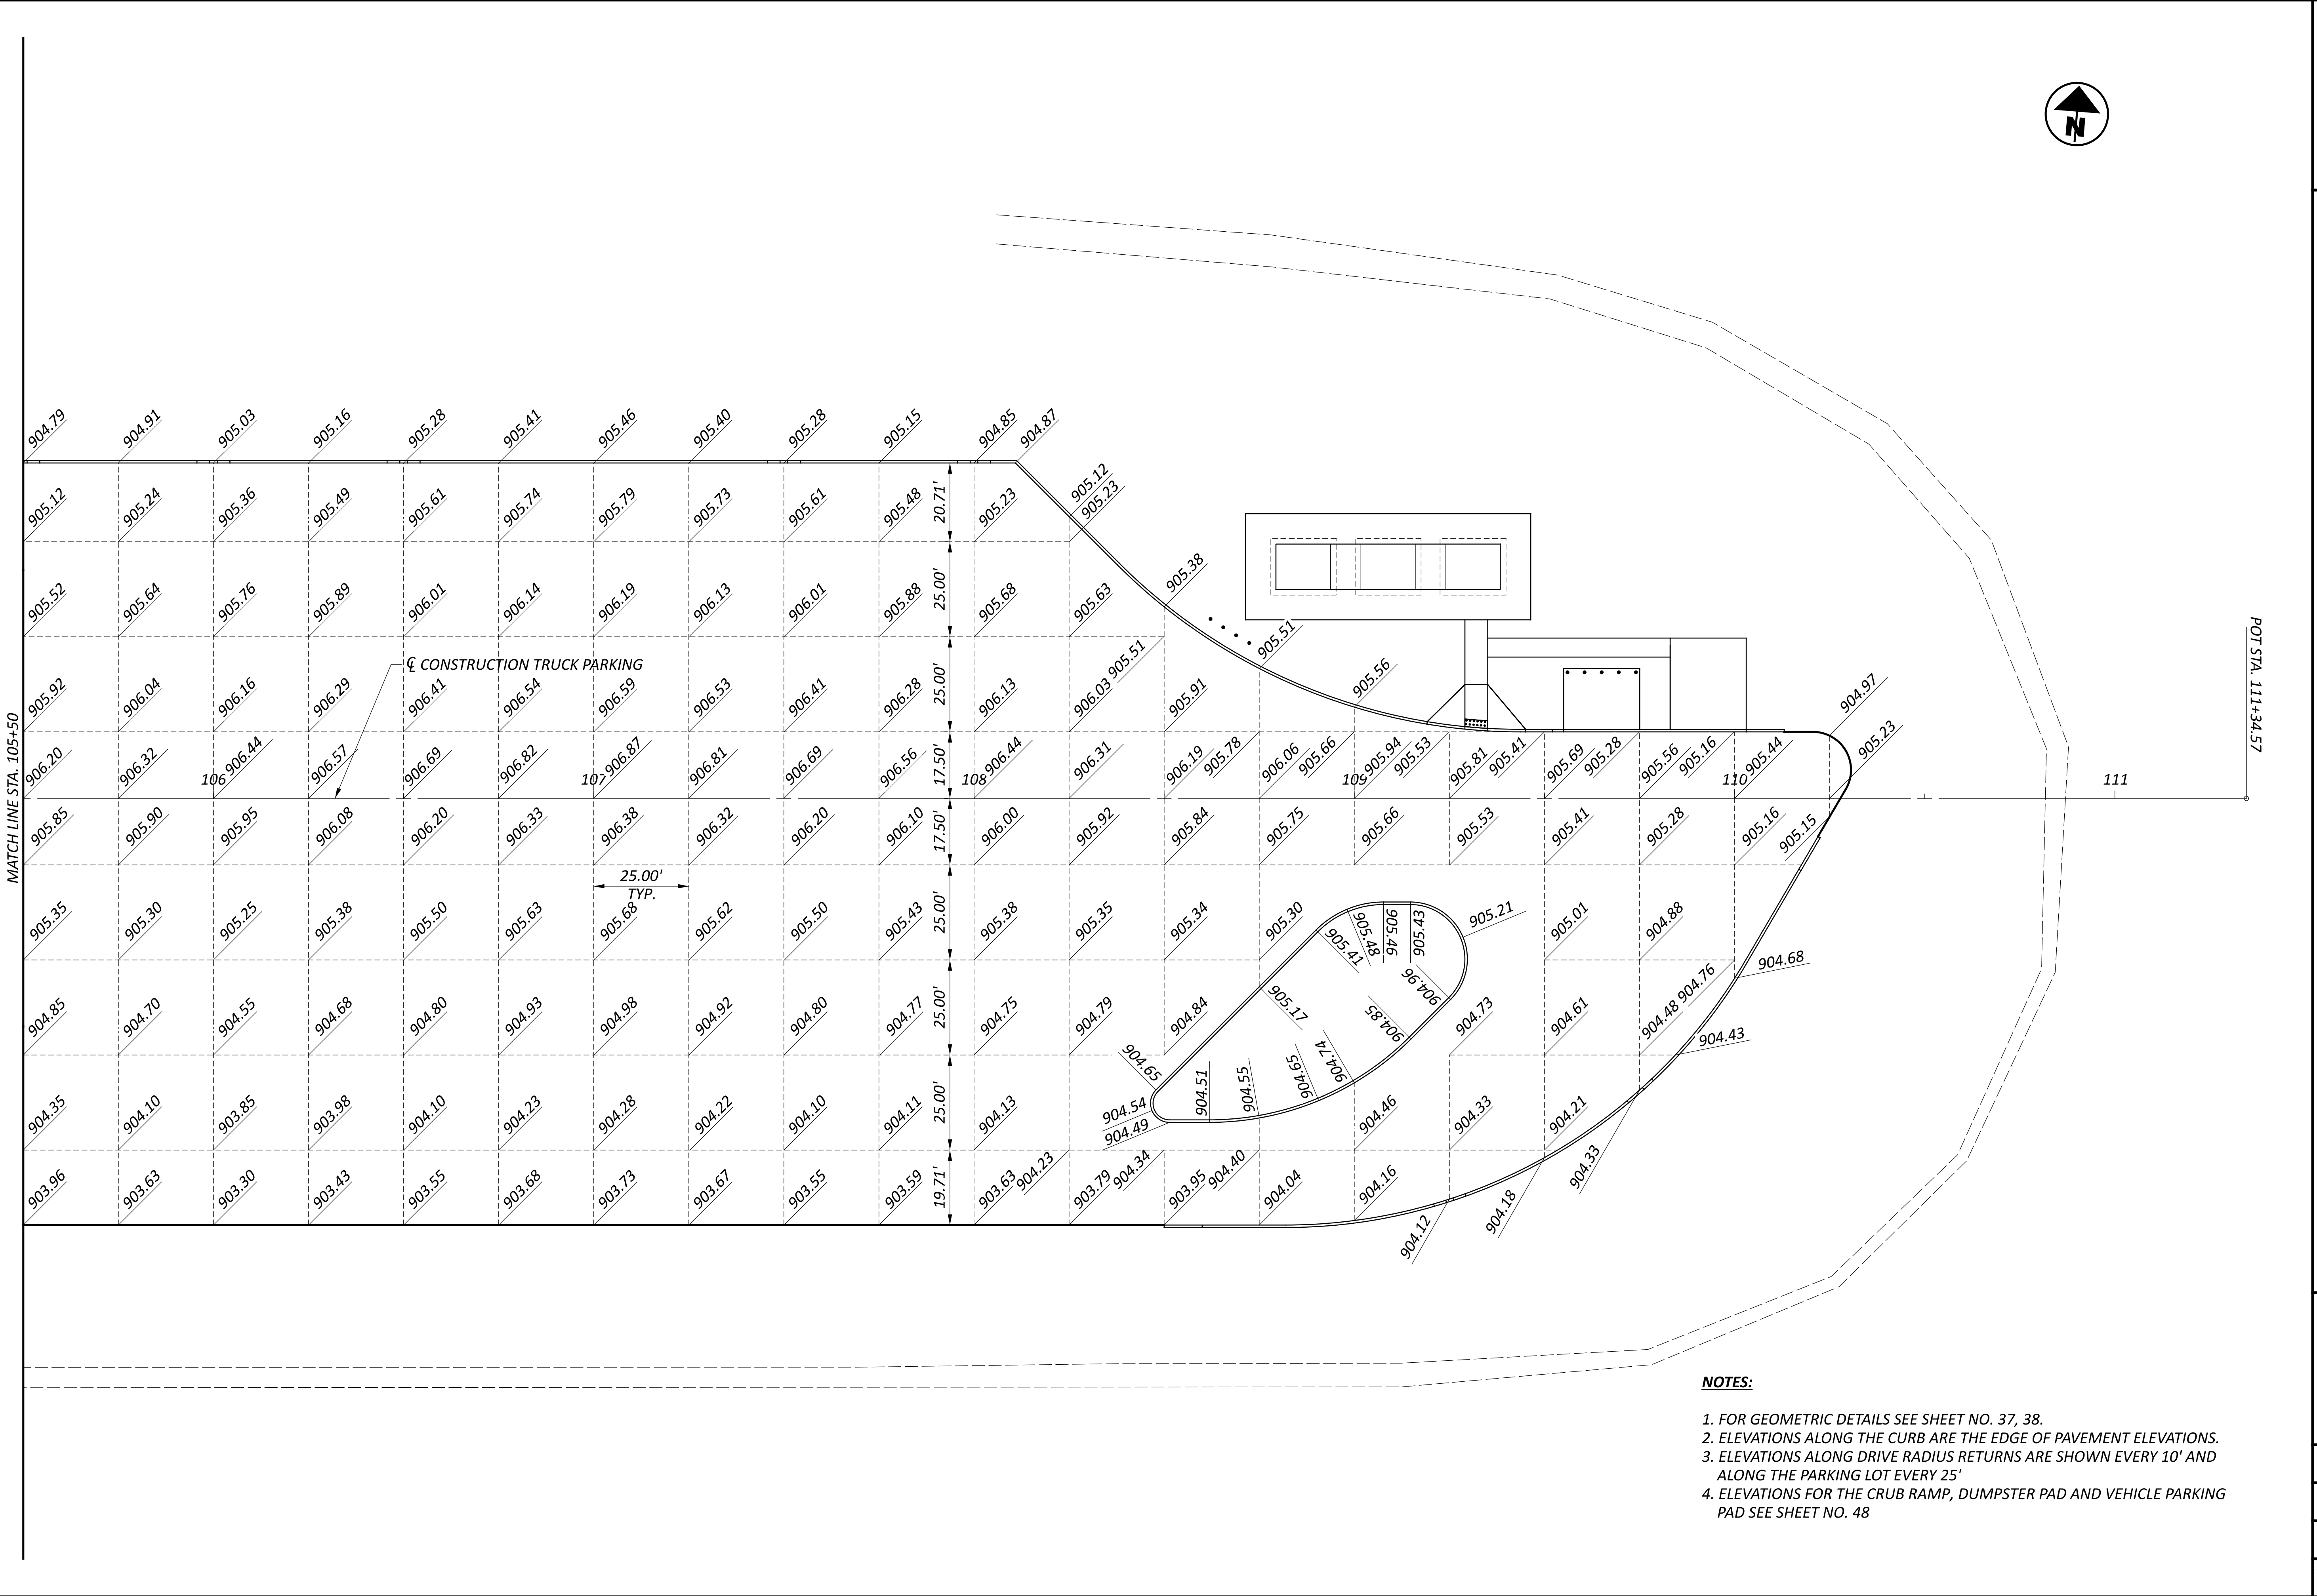 N
904.79 904.91 905.03 905.16 905.28 905.41 905.46 905.40 905.28 905.15 904.85 904.87
905.12
905.12 905.24 905.36 905.49 905.61 905.74 905.79 905.73 905.61 905.48 20.71' 905.23 905.23
905.38
905.52 905.64 905.76 905.89 906.01 906.14 906.19 906.13 906.01 905.88 25.00' 905.68 905.63
905.51
905.51
℄ CONSTRUCTION TRUCK PARKING
905.56
905.92 906.04 906.16 906.29 906.41 906.54 906.59 906.53 906.41 906.28 25.00' 906.13 906.03 905.91
904.97
POT STA. 111+34.57
MATCH LINE STA. 105+50
906.20 906.32 906.44 906.57 906.69 906.82 906.87 906.81 906.69 906.56 17.50' 906.44 906.31 906.19 905.78 906.06 905.66 905.94 905.53 905.81 905.41 905.69 905.28 905.56 905.16 905.44 905.23
106 107 108 109 110 111
905.85 905.90 905.95 906.08 906.20 906.33 906.38 906.32 906.20 906.10 17.50' 906.00 905.92 905.84 905.75 905.66 905.53 905.41 905.28 905.16 905.15
25.00'
TYP.
905.35 905.30 905.25 905.38 905.50 905.63 905.68 905.62 905.50 905.43 25.00' 905.38 905.35 905.34 905.30 905.41 905.48 905.46 905.43 905.21 905.01 904.88
904.68
904.96
904.76
905.17
904.85 904.70 904.55 904.68 904.80 904.93 904.98 904.92 904.80 904.77 25.00' 904.75 904.79 904.84 904.85 904.73 904.61 904.48
904.43
904.65
904.74
904.65
904.55
904.51
904.54
904.49
904.35 904.10 903.85 903.98 904.10 904.23 904.28 904.22 904.10 904.11 25.00' 904.13 904.46 904.33 904.21
904.33
903.96 903.63 903.30 903.43 903.55 903.68 903.73 903.67 903.55 903.59 19.71' 903.63 904.23 903.79 904.34 903.95 904.40 904.04 904.16
904.18
904.12
NOTES:
1. FOR GEOMETRIC DETAILS SEE SHEET NO. 37, 38.
2. ELEVATIONS ALONG THE CURB ARE THE EDGE OF PAVEMENT ELEVATIONS.
3. ELEVATIONS ALONG DRIVE RADIUS RETURNS ARE SHOWN EVERY 10' AND
ALONG THE PARKING LOT EVERY 25'
4. ELEVATIONS FOR THE CRUB RAMP, DUMPSTER PAD AND VEHICLE PARKING
PAD SEE SHEET NO. 48